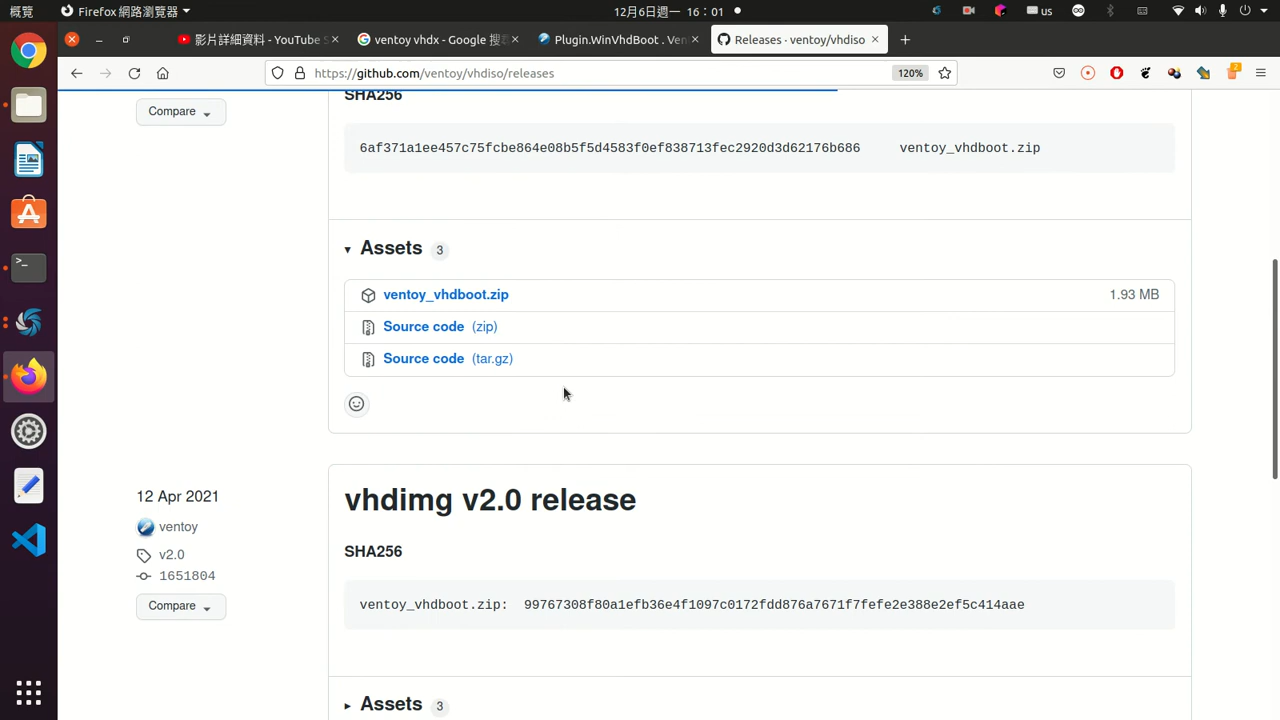 概覽
Firefox 網路瀏覽器
12月6日週一 16：01
us
影片詳細資料 - YouTube S
ventoy vhdx - Google 搜尋
Plugin.WinVhdBoot . Ven
Releases · ventoy/vhdiso
https://github.com/ventoy/vhdiso/releases
120%
2
Compare
SHA256
6af371a1ee457c75fcbe864e08b5f5d4583f0ef838713fec2920d3d62176b686 ventoy_vhdboot.zip
Assets 3
ventoy_vhdboot.zip 1.93 MB
Source code (zip)
Source code (tar.gz)
12 Apr 2021
ventoy
v2.0
1651804
Compare
vhdimg v2.0 release
SHA256
ventoy_vhdboot.zip: 99767308f80a1efb36e4f1097c0172fdd876a7671f7fefe2e388e2ef5c414aae
Assets 3